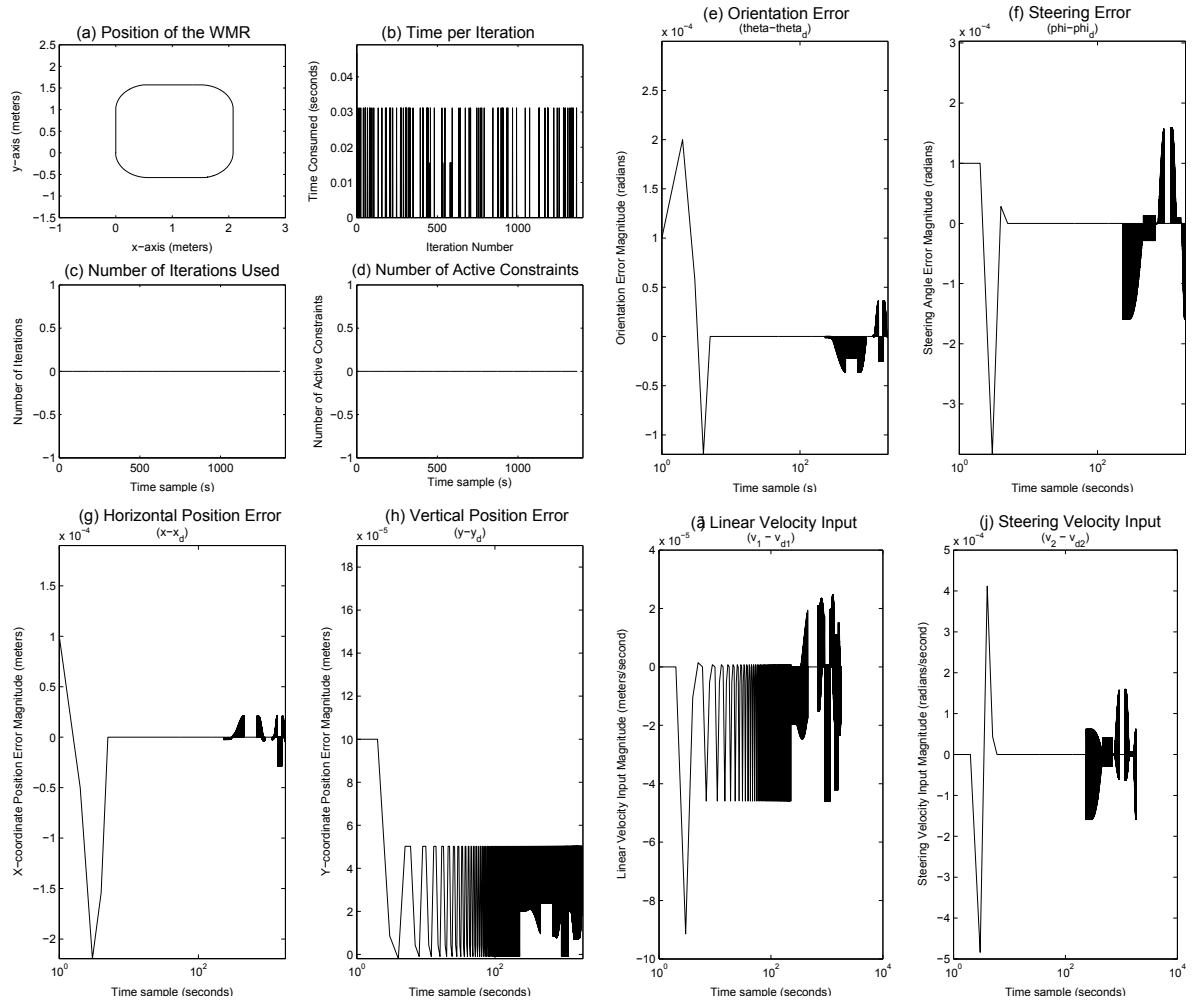 (a) Position of the WMR
2.5
2
1.5
1
0.5
0
−0.5
−1
−1.5
y−axis (meters)
−1 0 1 2 3
x−axis (meters)
(b) Time per Iteration
0.04
0.03
0.02
0.01
0
Time Consumed (seconds)
0 500 1000
Iteration Number
(c) Number of Iterations Used
1
0.5
0
−0.5
−1
Number of Iterations
0 500 1000
Time sample (s)
(d) Number of Active Constraints
1
0.5
0
−0.5
−1
Number of Active Constraints
0 500 1000
Time sample (s)
(e) Orientation Error
(theta−theta_d)
x 10^−4
3
2.5
2
1.5
1
0.5
0
−0.5
−1
Orientation Error Magnitude (radians)
10^0 10^2
Time sample (s)
(f) Steering Error
(phi−phi_d)
x 10^−4
3
2
1
0
−1
−2
−3
Steering Angle Error Magnitude (radians)
10^0 10^2
Time sample (seconds)
(g) Horizontal Position Error
(x−x_d)
x 10^−4
1.5
1
0.5
0
−0.5
−1
−1.5
−2
X−coordinate Position Error Magnitude (meters)
10^0 10^2
Time sample (seconds)
(h) Vertical Position Error
(y−y_d)
x 10^−5
18
16
14
12
10
8
6
4
2
0
Y−coordinate Position Error Magnitude (meters)
10^0 10^2
Time sample (seconds)
Linear Velocity Input
(v_1 − v_d1)
x 10^−5
4
2
0
−2
−4
−6
−8
−10
Linear Velocity Input Magnitude (meters/second)
10^0 10^2 10^4
Time sample (seconds)
(j) Steering Velocity Input
(v_2 − v_d2)
x 10^−4
5
4
3
2
1
0
−1
−2
−3
−4
−5
Steering Velocity Input Magnitude (radians/second)
10^0 10^2 10^4
Time sample (seconds)